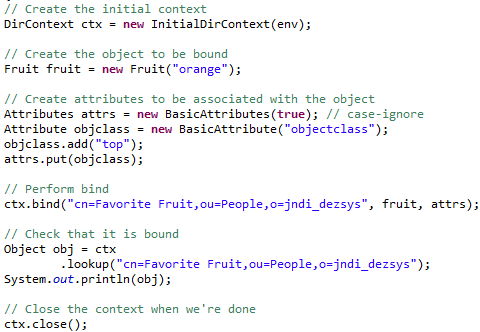 // Create the initial context
DirContext ctx = new InitialDirContext(env);

// Create the object to be bound
Fruit fruit = new Fruit("orange");

// Create attributes to be associated with the object
Attributes attrs = new BasicAttributes(true); // case-ignore
Attribute objclass = new BasicAttribute("objectclass");
objclass.add("top");
attrs.put(objclass);

// Perform bind
ctx.bind("cn=Favorite Fruit,ou=People,o=jndi_dezsys", fruit, attrs);

// Check that it is bound
Object obj = ctx
        .lookup("cn=Favorite Fruit,ou=People,o=jndi_dezsys");
System.out.println(obj);

// Close the context when we're done
ctx.close();